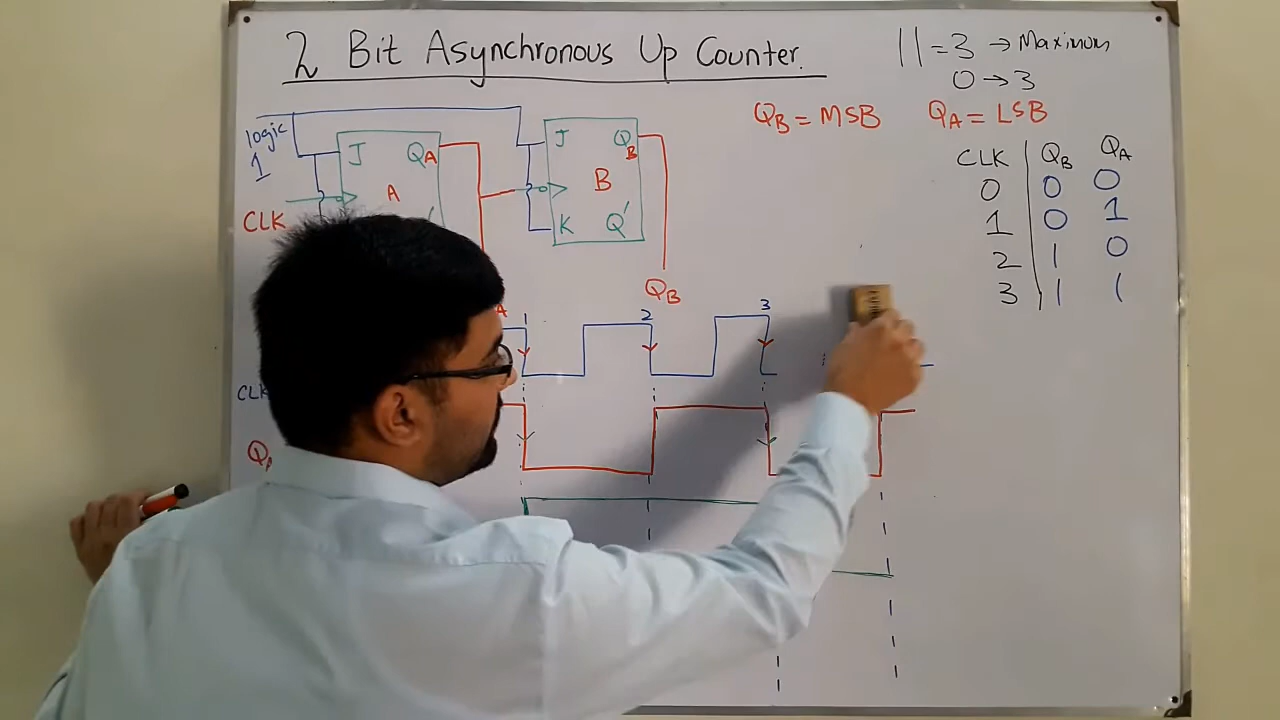 2 Bit Asynchronous Up Counter.
11 = 3 → Maximum
0 → 3
QB = MSB QA = LSB
logic
1
J QA
A
CLK
J QB
B
K Q'
QB
CLK QB QA
0 0 0
1 0 1
2 1 0
3 1 1
A
2
3
CLK